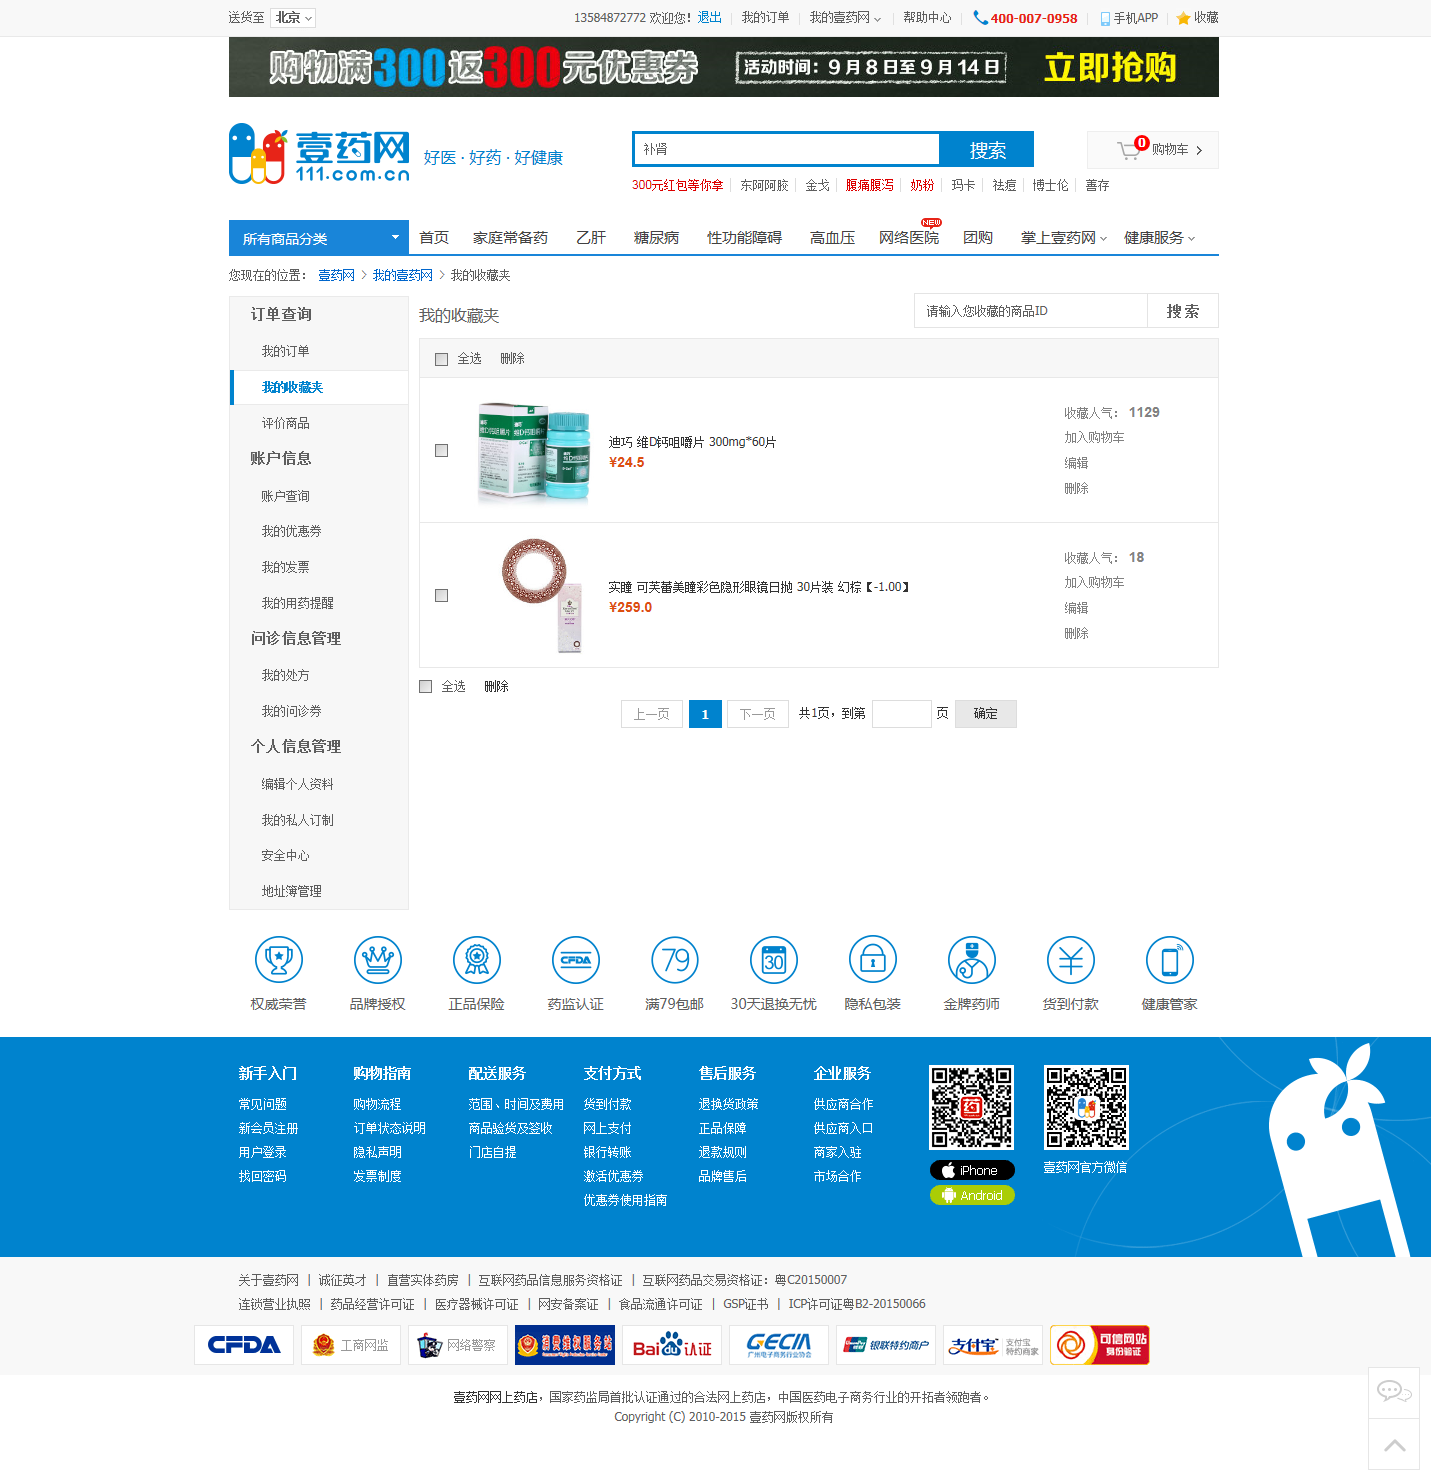 送货至 北京
13584872772 欢迎您！退出 我的订单 我的壹药网 帮助中心 400-007-0958 手机APP 收藏
购物满300返300元优惠券 活动时间：9月8日至9月14日 立即抢购
壹药网
111.com.cn
好医·好药·好健康
补肾 搜索
0 购物车
300元红包等你拿 东阿阿胶 金戈 腹痛腹泻 奶粉 玛卡 祛痘 博士伦 善存
NEW
所有商品分类 首页 家庭常备药 乙肝 糖尿病 性功能障碍 高血压 网络医院 团购 掌上壹药网 健康服务
您现在的位置： 壹药网 我的壹药网 我的收藏夹
订单查询
我的订单
我的收藏夹
评价商品
账户信息
账户查询
我的优惠券
我的发票
我的用药提醒
问诊信息管理
我的处方
我的问诊券
个人信息管理
编辑个人资料
我的私人订制
安全中心
地址簿管理
我的收藏夹
请输入您收藏的商品ID 搜 索
全选 删除
迪巧 维D钙咀嚼片 300mg*60片
¥24.5
收藏人气： 1129
加入购物车
编辑
删除
实瞳 可芙蕾美瞳彩色隐形眼镜日抛 30片装 幻棕【-1.00】
¥259.0
收藏人气： 18
加入购物车
编辑
删除
全选 删除
上一页 1 下一页 共1页，到第 页 确定
CFDA 79 30
权威荣誉 品牌授权 正品保险 药监认证 满79包邮 30天退换无忧 隐私包装 金牌药师 货到付款 健康管家
新手入门
常见问题
新会员注册
用户登录
找回密码
购物指南
购物流程
订单状态说明
隐私声明
发票制度
配送服务
范围、时间及费用
商品验货及签收
门店自提
支付方式
货到付款
网上支付
银行转账
激活优惠券
优惠券使用指南
售后服务
退换货政策
正品保障
退款规则
品牌售后
企业服务
供应商合作
供应商入口
商家入驻
市场合作
药
iPhone
Android
壹药网官方微信
关于壹药网 | 诚征英才 | 直营实体药房 | 互联网药品信息服务资格证 | 互联网药品交易资格证：粤C20150007
连锁营业执照 | 药品经营许可证 | 医疗器械许可证 | 网安备案证 | 食品流通许可证 | GSP证书 | ICP许可证粤B2-20150066
CFDA 工商网监 网络警察 消费维权服务站 Baidu认证 GECIA 广州电子商务行业协会 银联特约商户 支付宝 支付宝特约商家 可信网站 身份验证
壹药网网上药店，国家药监局首批认证通过的合法网上药店，中国医药电子商务行业的开拓者领跑者。
Copyright (C) 2010-2015 壹药网版权所有